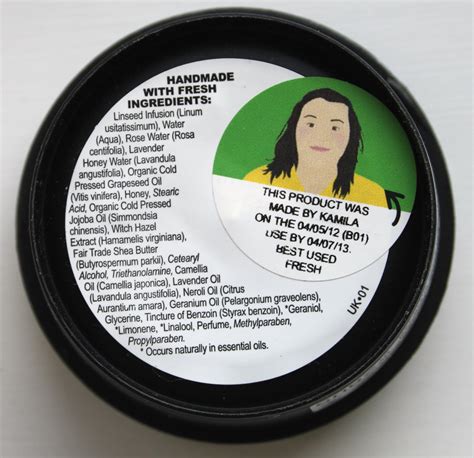 HANDMADE
WITH FRESH
INGREDIENTS:
Linseed Infusion (Linum
usitatissimum), Water
(Aqua), Rose Water (Rosa
centifolia), Lavender
Honey Water (Lavandula
angustifolia), Organic Cold
Pressed Grapeseed Oil
(Vitis vinifera), Honey, Stearic
Acid, Organic Cold Pressed
Jojoba Oil (Simmondsia
chinensis), Witch Hazel
Extract (Hamamelis virginiana),
Fair Trade Shea Butter
(Butyrospermum parkii), Cetearyl
Alcohol, Triethanolamine, Camellia
Oil (Camellia japonica), Lavender Oil
(Lavandula angustifolia), Neroli Oil (Citrus
Aurantium amara), Geranium Oil (Pelargonium graveolens),
Glycerine, Tincture of Benzoin (Styrax benzoin), *Geraniol,
*Limonene, *Linalool, Perfume, Methylparaben,
Propylparaben.
* Occurs naturally in essential oils.
THIS PRODUCT WAS
MADE BY KAMILA
ON THE 04/05/12 (B01)
USE BY 04/07/13.
BEST USED
FRESH
UK•01